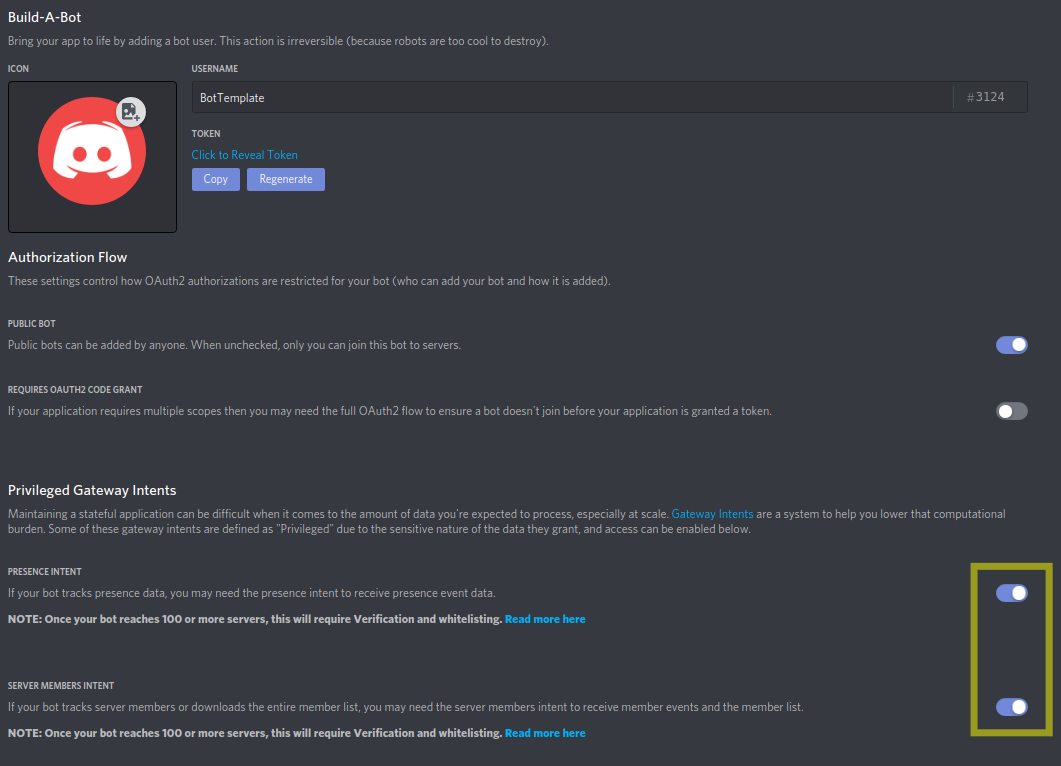 Build-A-Bot
Bring your app to life by adding a bot user. This action is irreversible (because robots are too cool to destroy).
ICON
USERNAME
BotTemplate
#3124
TOKEN
Click to Reveal Token
Copy
Regenerate
Authorization Flow
These settings control how OAuth2 authorizations are restricted for your bot (who can add your bot and how it is added).
PUBLIC BOT
Public bots can be added by anyone. When unchecked, only you can join this bot to servers.
REQUIRES OAUTH2 CODE GRANT
If your application requires multiple scopes then you may need the full OAuth2 flow to ensure a bot doesn't join before your application is granted a token.
Privileged Gateway Intents
Maintaining a stateful application can be difficult when it comes to the amount of data you're expected to process, especially at scale. Gateway Intents are a system to help you lower that computational
burden. Some of these gateway intents are defined as "Privileged" due to the sensitive nature of the data they grant, and access can be enabled below.
PRESENCE INTENT
If your bot tracks presence data, you may need the presence intent to receive presence event data.
NOTE: Once your bot reaches 100 or more servers, this will require Verification and whitelisting. Read more here
SERVER MEMBERS INTENT
If your bot tracks server members or downloads the entire member list, you may need the server members intent to receive member events and the member list.
NOTE: Once your bot reaches 100 or more servers, this will require Verification and whitelisting. Read more here